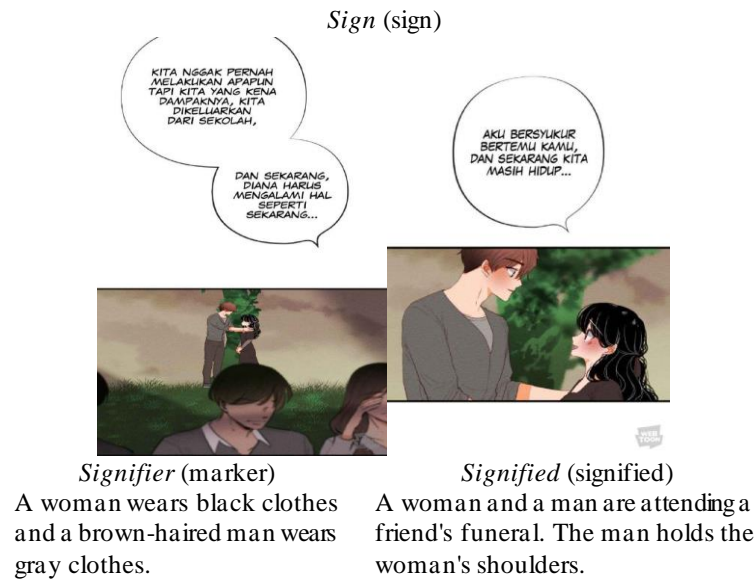 Sign (sign)
KITA NGGAK PERNAH
MELAKUKAN APAPUN
TAPI KITA YANG KENA
DAMPAKNYA, KITA
DIKELUARKAN
DARI SEKOLAH,
DAN SEKARANG,
DIANA HARUS
MENGALAMI HAL
SEPERTI
SEKARANG...
AKU BERSYUKUR
BERTEMU KAMU,
DAN SEKARANG KITA
MASIH HIDUP...
WEB
TOON
Signifier (marker)
A woman wears black clothes
and a brown-haired man wears
gray clothes.
Signified (signified)
A woman and a man are attending a
friend's funeral. The man holds the
woman's shoulders.